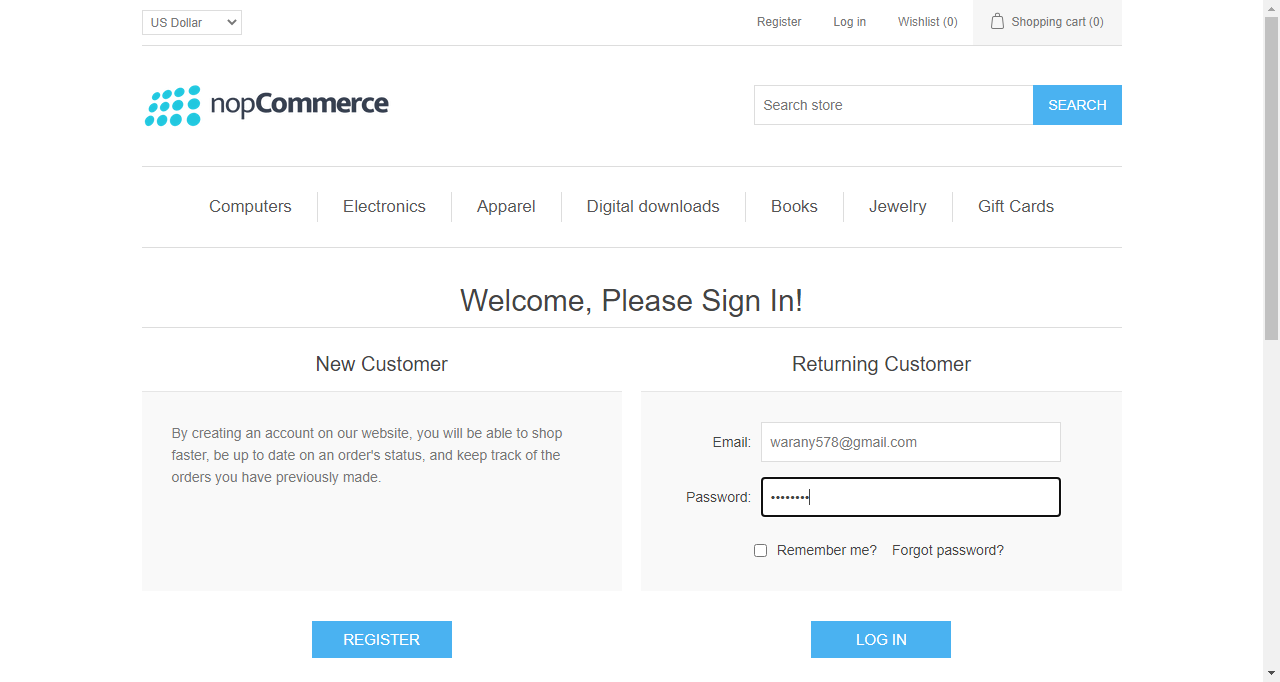 US Dollar
Register
Log in
Wishlist (0)
Shopping cart (0)
nopCommerce
Search store
SEARCH
Computers
Electronics
Apparel
Digital downloads
Books
Jewelry
Gift Cards
Welcome, Please Sign In!
New Customer
By creating an account on our website, you will be able to shop
faster, be up to date on an order's status, and keep track of the
orders you have previously made.
REGISTER
Returning Customer
Email:
warany578@gmail.com
Password:
••••••••
Remember me?
Forgot password?
LOG IN